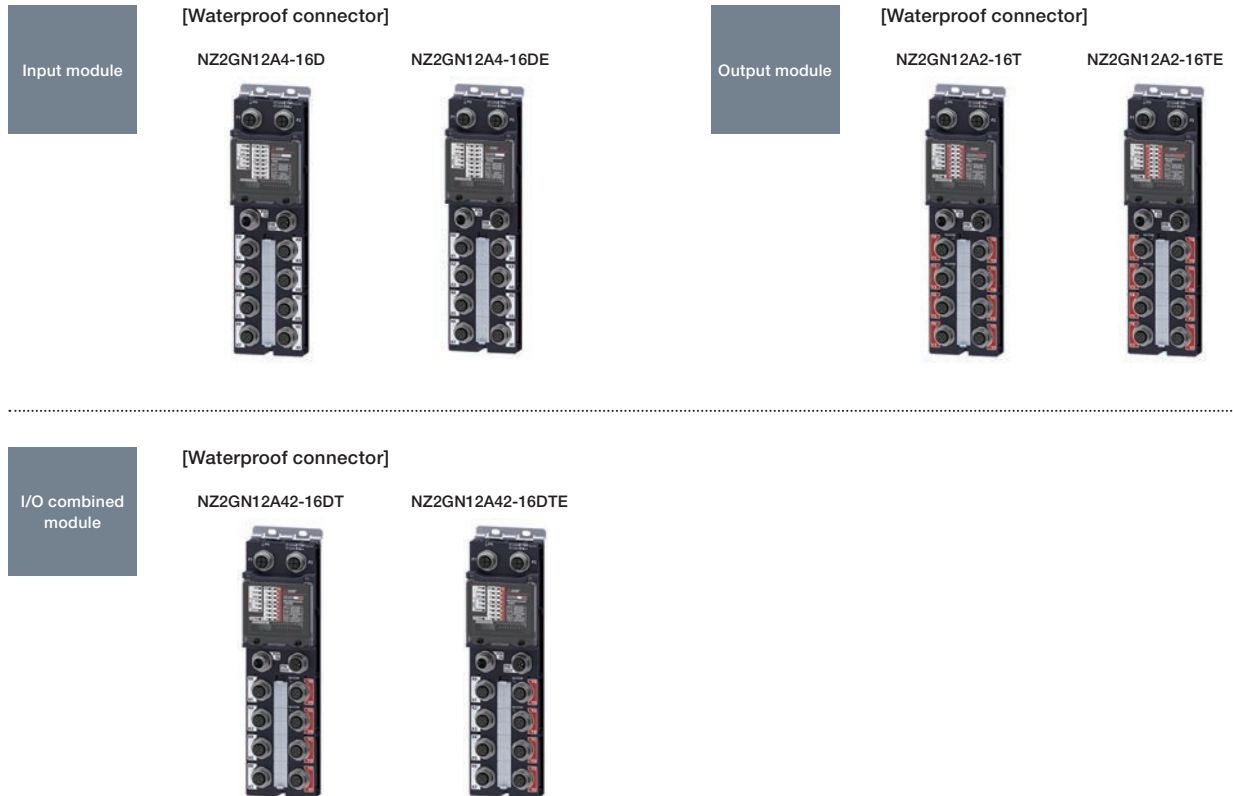 Input module
[Waterproof connector]
NZ2GN12A4-16D
NZ2GN12A4-16DE
Output module
[Waterproof connector]
NZ2GN12A2-16T
NZ2GN12A2-16TE
I/O combined
module
[Waterproof connector]
NZ2GN12A42-16DT
NZ2GN12A42-16DTE